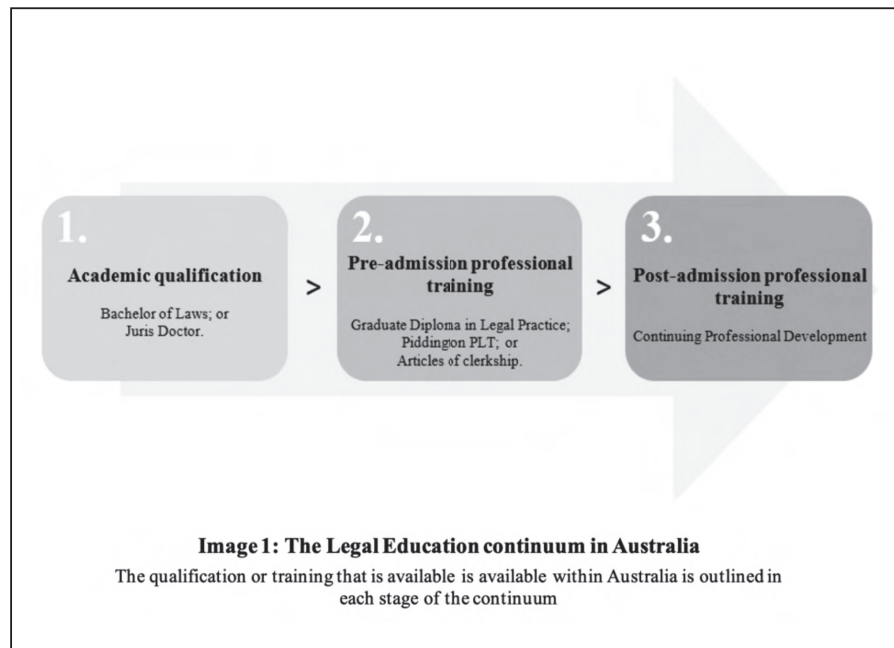 1.
Academic qualification
Bachelor of Laws; or
Juris Doctor.
>
2.
Pre-admission professional
training
Graduate Diploma in Legal Practice;
Piddington PLT; or
Articles of clerkship.
>
3.
Post-admission professional
training
Continuing Professional Development
Image 1: The Legal Education continuum in Australia
The qualification or training that is available is available within Australia is outlined in
each stage of the continuum